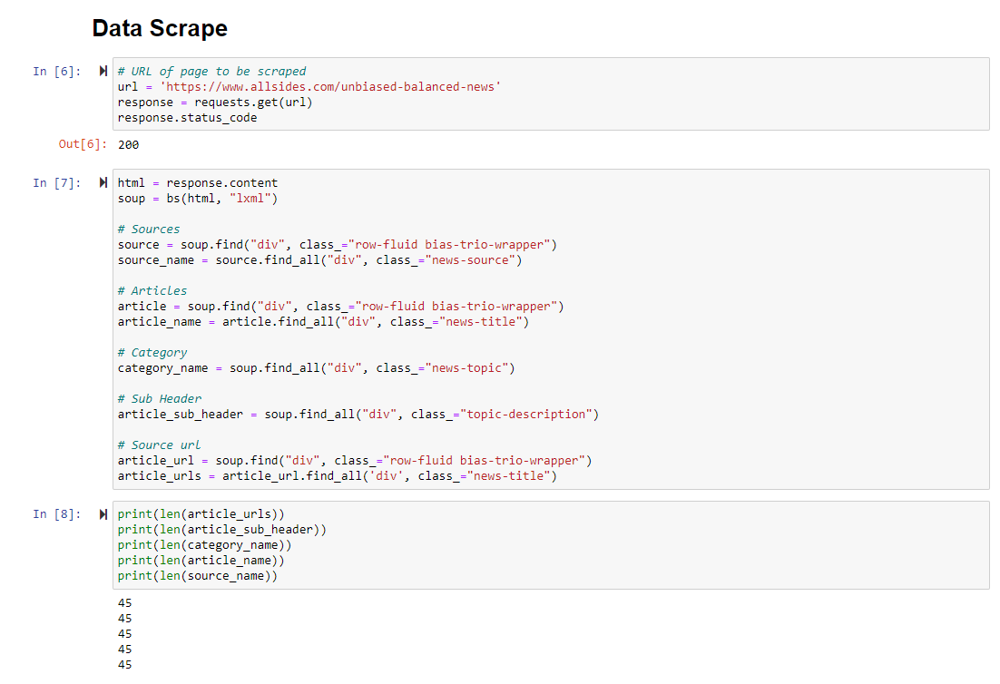 Data Scrape
In [6]: # URL of page to be scraped
url = 'https://www.allsides.com/unbiased-balanced-news'
response = requests.get(url)
response.status_code
Out[6]: 200
In [7]: html = response.content
soup = bs(html, "lxml")
# Sources
source = soup.find("div", class_="row-fluid bias-trio-wrapper")
source_name = source.find_all("div", class_="news-source")
# Articles
article = soup.find("div", class_="row-fluid bias-trio-wrapper")
article_name = article.find_all("div", class_="news-title")
# Category
category_name = soup.find_all("div", class_="news-topic")
# Sub Header
article_sub_header = soup.find_all("div", class_="topic-description")
# Source url
article_url = soup.find("div", class_="row-fluid bias-trio-wrapper")
article_urls = article_url.find_all('div', class_="news-title")
In [8]: print(len(article_urls))
print(len(article_sub_header))
print(len(category_name))
print(len(article_name))
print(len(source_name))
45
45
45
45
45